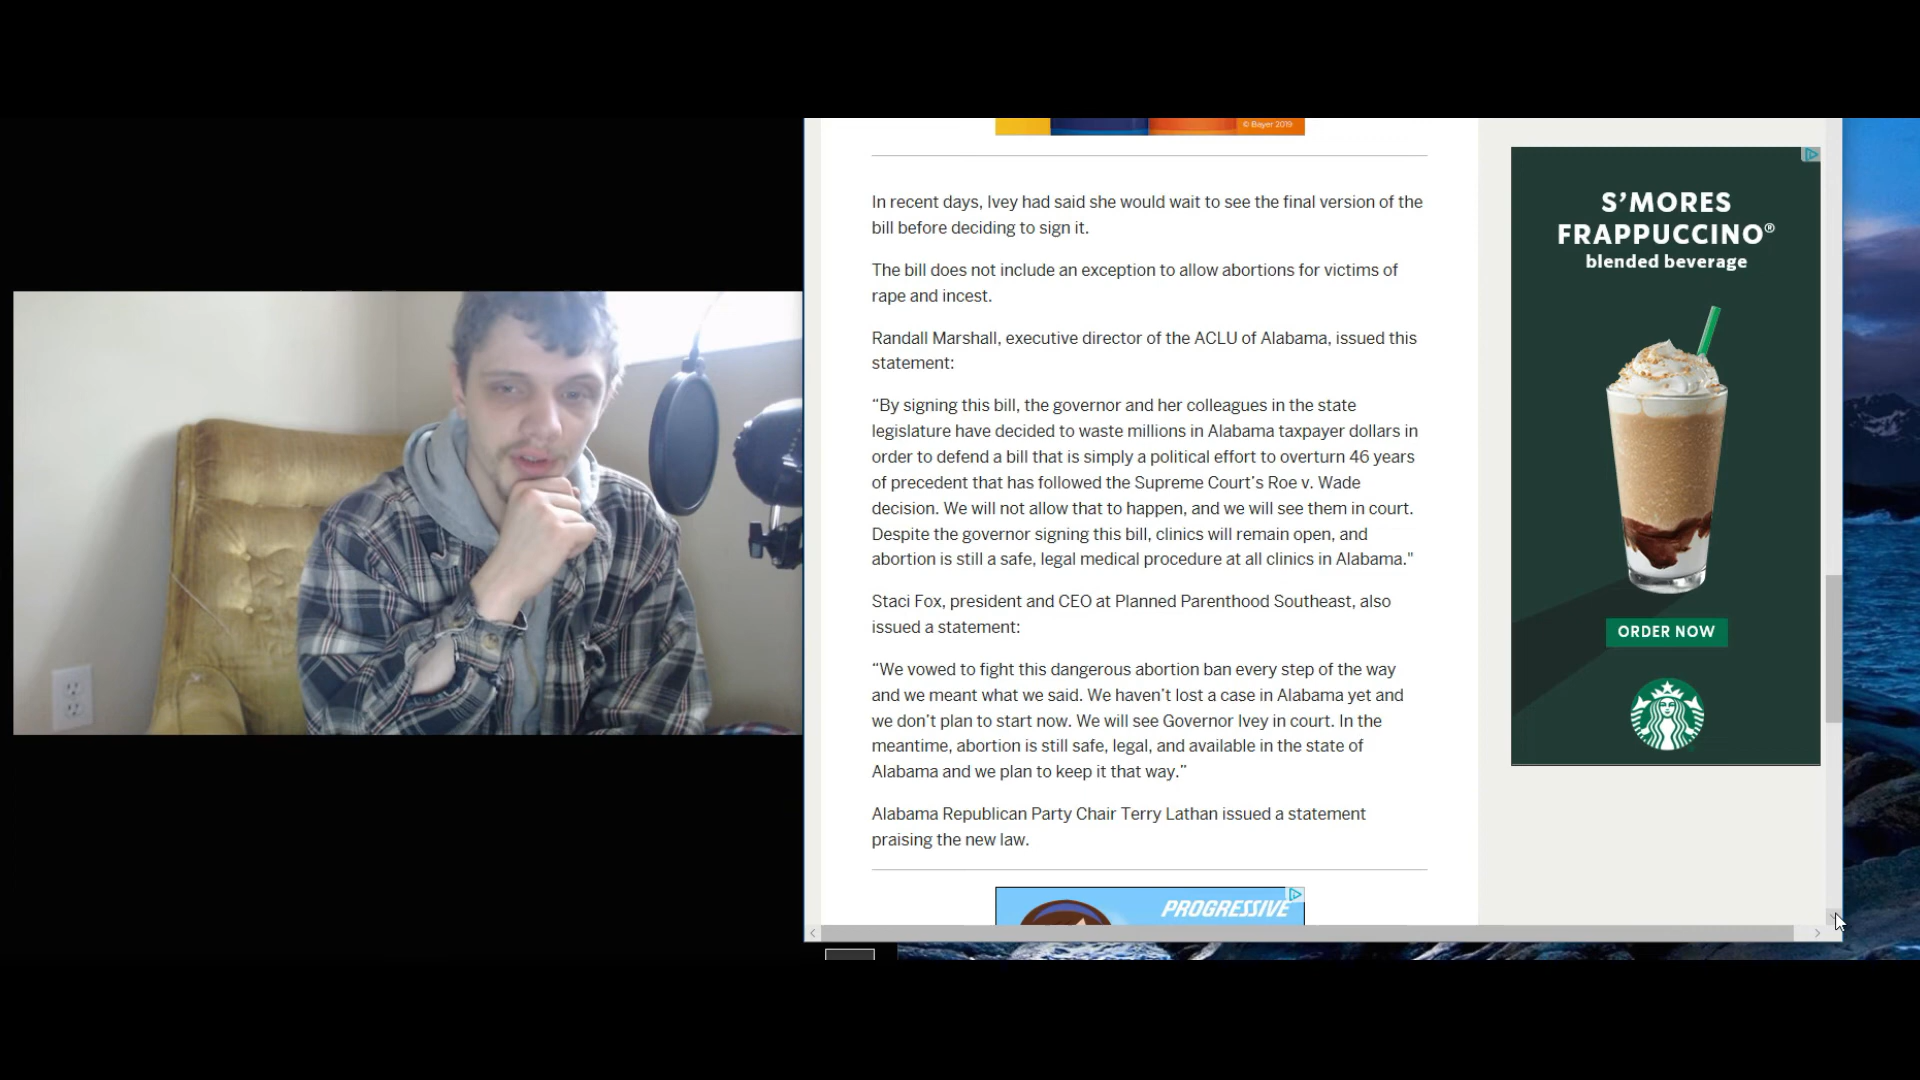 © Bayer 2019
In recent days, Ivey had said she would wait to see the final version of the
bill before deciding to sign it.
The bill does not include an exception to allow abortions for victims of
rape and incest.
Randall Marshall, executive director of the ACLU of Alabama, issued this
statement:
“By signing this bill, the governor and her colleagues in the state
legislature have decided to waste millions in Alabama taxpayer dollars in
order to defend a bill that is simply a political effort to overturn 46 years
of precedent that has followed the Supreme Court’s Roe v. Wade
decision. We will not allow that to happen, and we will see them in court.
Despite the governor signing this bill, clinics will remain open, and
abortion is still a safe, legal medical procedure at all clinics in Alabama."
Staci Fox, president and CEO at Planned Parenthood Southeast, also
issued a statement:
“We vowed to fight this dangerous abortion ban every step of the way
and we meant what we said. We haven’t lost a case in Alabama yet and
we don’t plan to start now. We will see Governor Ivey in court. In the
meantime, abortion is still safe, legal, and available in the state of
Alabama and we plan to keep it that way.”
Alabama Republican Party Chair Terry Lathan issued a statement
praising the new law.
PROGRESSIVE
S’MORES
FRAPPUCCINO®
blended beverage
ORDER NOW